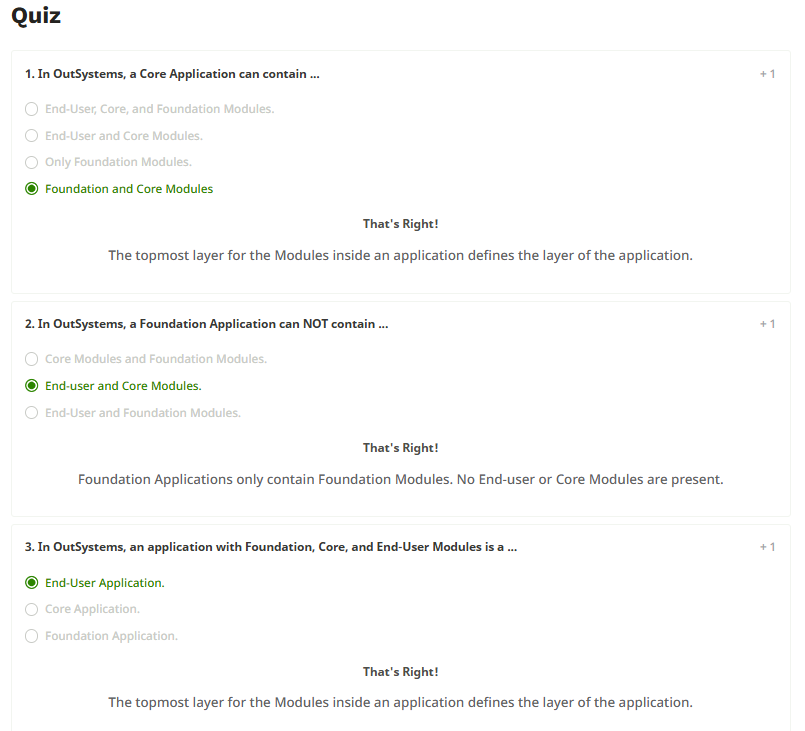 Quiz
1. In OutSystems, a Core Application can contain ... + 1
End-User, Core, and Foundation Modules.
End-User and Core Modules.
Only Foundation Modules.
Foundation and Core Modules
That's Right!
The topmost layer for the Modules inside an application defines the layer of the application.
2. In OutSystems, a Foundation Application can NOT contain ... + 1
Core Modules and Foundation Modules.
End-user and Core Modules.
End-User and Foundation Modules.
That's Right!
Foundation Applications only contain Foundation Modules. No End-user or Core Modules are present.
3. In OutSystems, an application with Foundation, Core, and End-User Modules is a ... + 1
End-User Application.
Core Application.
Foundation Application.
That's Right!
The topmost layer for the Modules inside an application defines the layer of the application.